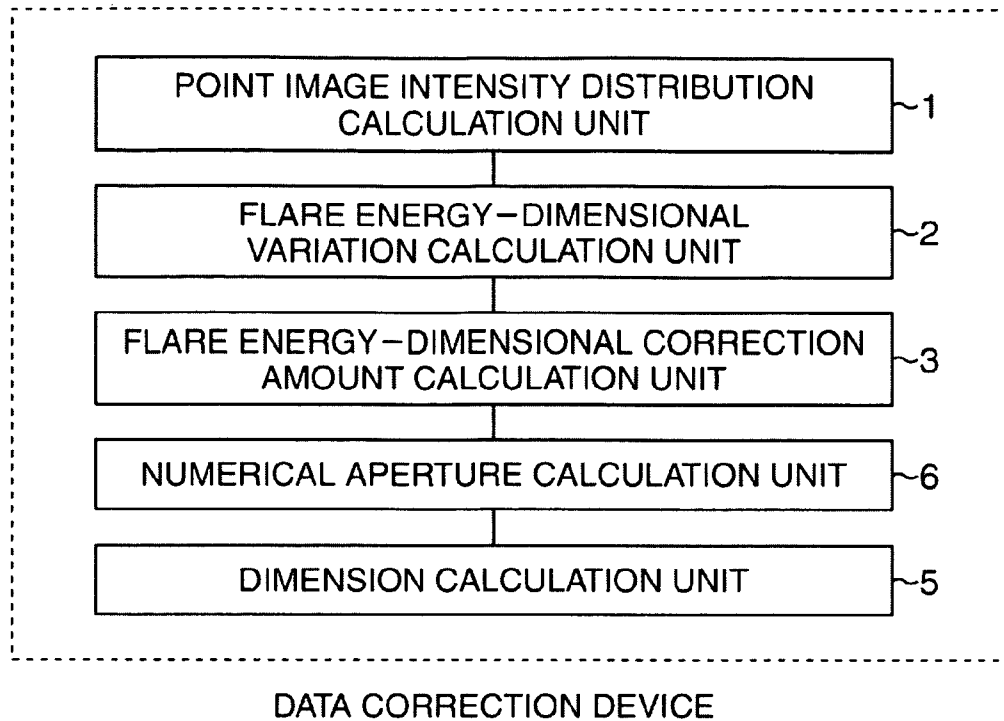 POINT IMAGE INTENSITY DISTRIBUTION
CALCULATION UNIT
~1
FLARE ENERGY-DIMENSIONAL
VARIATION CALCULATION UNIT
~2
FLARE ENERGY-DIMENSIONAL CORRECTION
AMOUNT CALCULATION UNIT
~3
NUMERICAL APERTURE CALCULATION UNIT
~6
DIMENSION CALCULATION UNIT
~5
DATA CORRECTION DEVICE